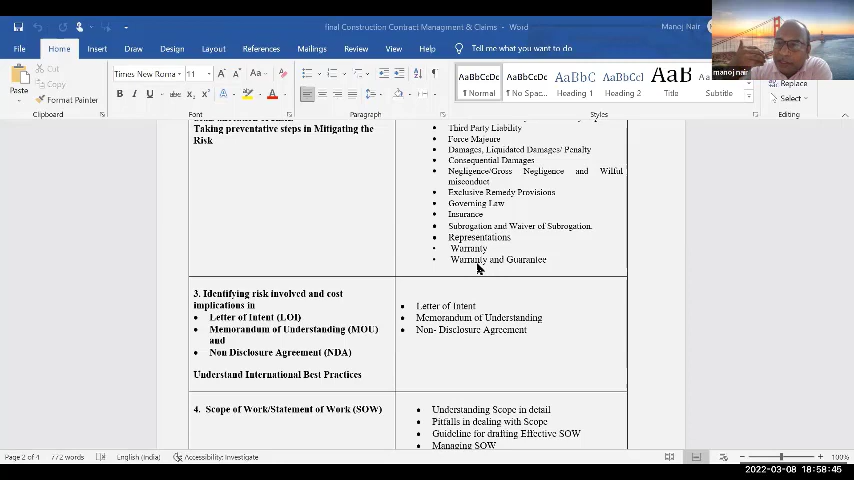 final Construction Contract Managment & Claims - Word
Manoj Nair
File Home Insert Draw Design Layout References Mailings Review View Help Tell me what you want to do
Paste
Cut
Copy
Format Painter
Times New Roma 11
Clipboard
Font
Paragraph
AaBbCcDc AaBbCcDc AaBbC AaBbCcI AaB AaBbCcD
¶ Normal ¶ No Spac... Heading 1 Heading 2 Title Subtitle
Styles
Replace
Select
Editing
manoj nair
Taking preventative steps in Mitigating the
Risk
• Third Party Liability
• Force Majeure
• Damages, Liquidated Damages/ Penalty
• Consequential Damages
• Negligence/Gross Negligence and Wilful
misconduct
• Exclusive Remedy Provisions
• Governing Law
• Insurance
• Subrogation and Waiver of Subrogation.
• Representations
• Warranty
• Warranty and Guarantee
3. Identifying risk involved and cost
implications in
• Letter of Intent (LOI)
• Memorandum of Understanding (MOU)
and
• Non Disclosure Agreement (NDA)
Understand International Best Practices
• Letter of Intent
• Memorandum of Understanding
• Non- Disclosure Agreement
4. Scope of Work/Statement of Work (SOW)
• Understanding Scope in detail
• Pitfalls in dealing with Scope
• Guideline for drafting Effective SOW
• Managing SOW
Page 2 of 4 772 words English (India) Accessibility: Investigate 100%
2022-03-08 18:58:45